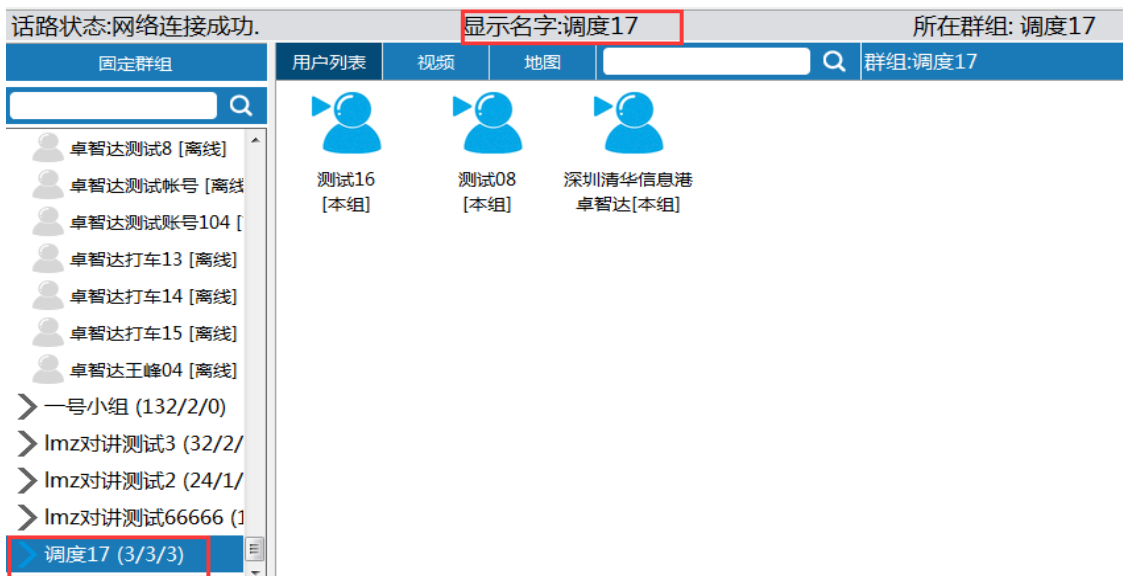 话路状态:网络连接成功.
显示名字:调度17
所在群组: 调度17
固定群组
用户列表
视频
地图
群组:调度17
卓智达测试8 [离线]
卓智达测试帐号 [离线
卓智达测试账号104 [
卓智达打车13 [离线]
卓智达打车14 [离线]
卓智达打车15 [离线]
卓智达王峰04 [离线]
一号小组 (132/2/0)
lmz对讲测试3 (32/2/
lmz对讲测试2 (24/1/
lmz对讲测试66666 (1
调度17 (3/3/3)
测试16
[本组]
测试08
[本组]
深圳清华信息港
卓智达[本组]